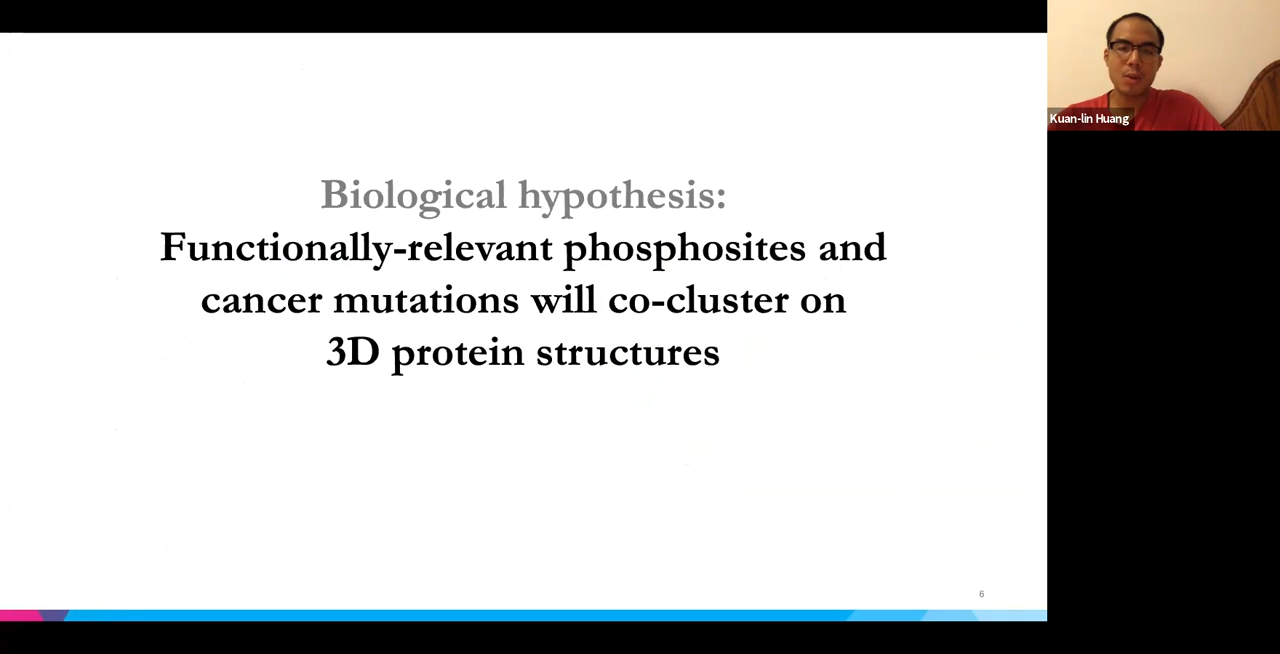 Biological hypothesis:
Functionally-relevant phosphosites and
cancer mutations will co-cluster on
3D protein structures
6
Kuan-lin Huang